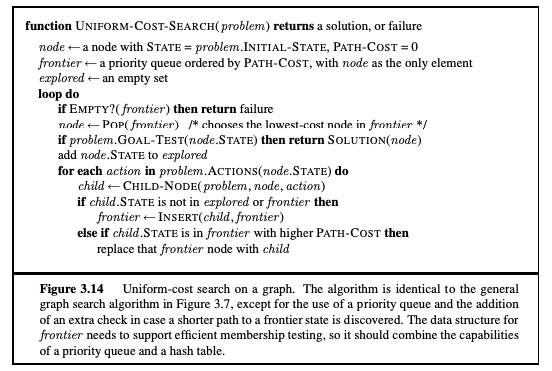 function UNIFORM-COST-SEARCH(problem) returns a solution, or failure
node ← a node with STATE = problem.INITIAL-STATE, PATH-COST = 0
frontier ← a priority queue ordered by PATH-COST, with node as the only element
explored ← an empty set
loop do
if EMPTY?(frontier) then return failure
node ← POP(frontier) /* chooses the lowest-cost node in frontier */
if problem.GOAL-TEST(node.STATE) then return SOLUTION(node)
add node.STATE to explored
for each action in problem.ACTIONS(node.STATE) do
child ← CHILD-NODE(problem, node, action)
if child.STATE is not in explored or frontier then
frontier ← INSERT(child, frontier)
else if child.STATE is in frontier with higher PATH-COST then
replace that frontier node with child
Figure 3.14 Uniform-cost search on a graph. The algorithm is identical to the general
graph search algorithm in Figure 3.7, except for the use of a priority queue and the addition
of an extra check in case a shorter path to a frontier state is discovered. The data structure for
frontier needs to support efficient membership testing, so it should combine the capabilities
of a priority queue and a hash table.